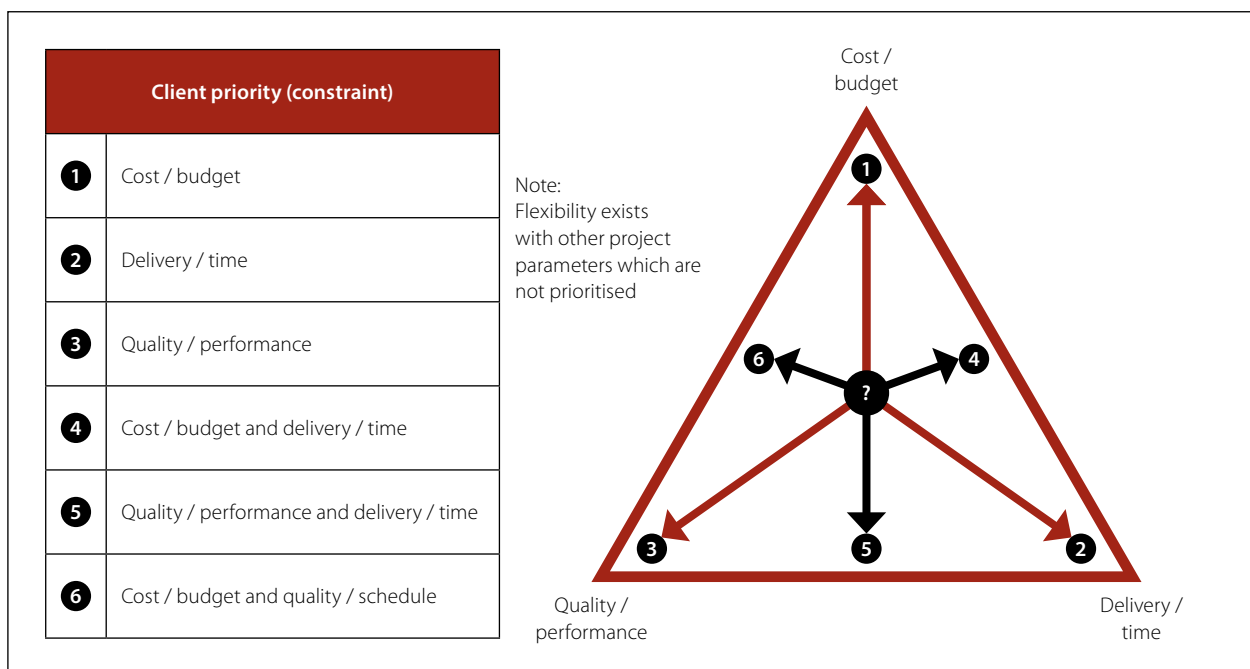 Client priority (constraint)
1 Cost / budget
2 Delivery / time
3 Quality / performance
4 Cost / budget and delivery / time
5 Quality / performance and delivery / time
6 Cost / budget and quality / schedule
Note:
Flexibility exists
with other project
parameters which are
not prioritised
Cost /
budget
1
6
4
?
3
5
2
Quality /
performance
Delivery /
time